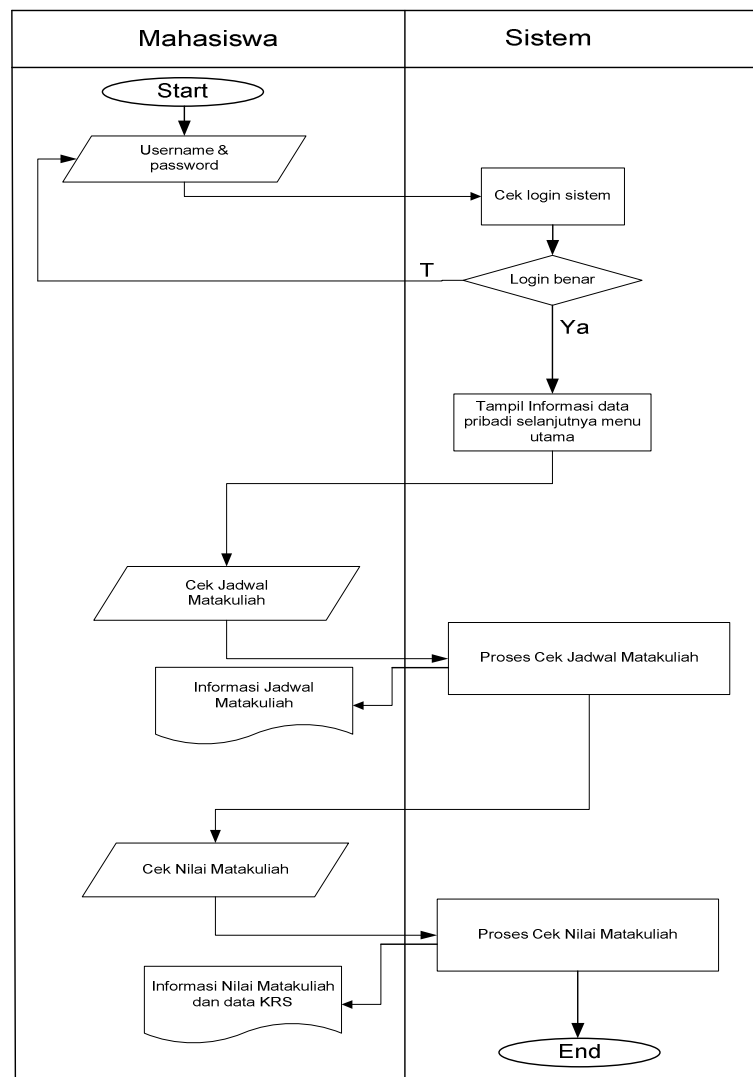 Mahasiswa
Sistem
Start
Username &
password
Cek login sistem
T
Login benar
Ya
Tampil Informasi data
pribadi selanjutnya menu
utama
Cek Jadwal
Matakuliah
Proses Cek Jadwal Matakuliah
Informasi Jadwal
Matakuliah
Cek Nilai Matakuliah
Proses Cek Nilai Matakuliah
Informasi Nilai Matakuliah
dan data KRS
End